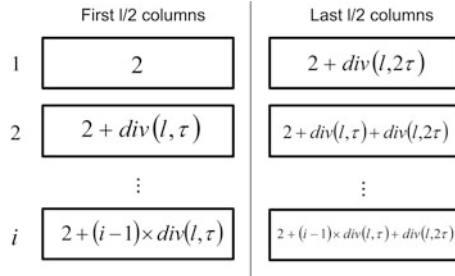 First l/2 columns Last l/2 columns
1 2 2 + div(l,2τ)
2 2 + div(l,τ) 2 + div(l,τ) + div(l,2τ)
⋮ ⋮
i 2 + (i−1)× div(l,τ) 2 + (i−1)× div(l,τ) + div(l,2τ)